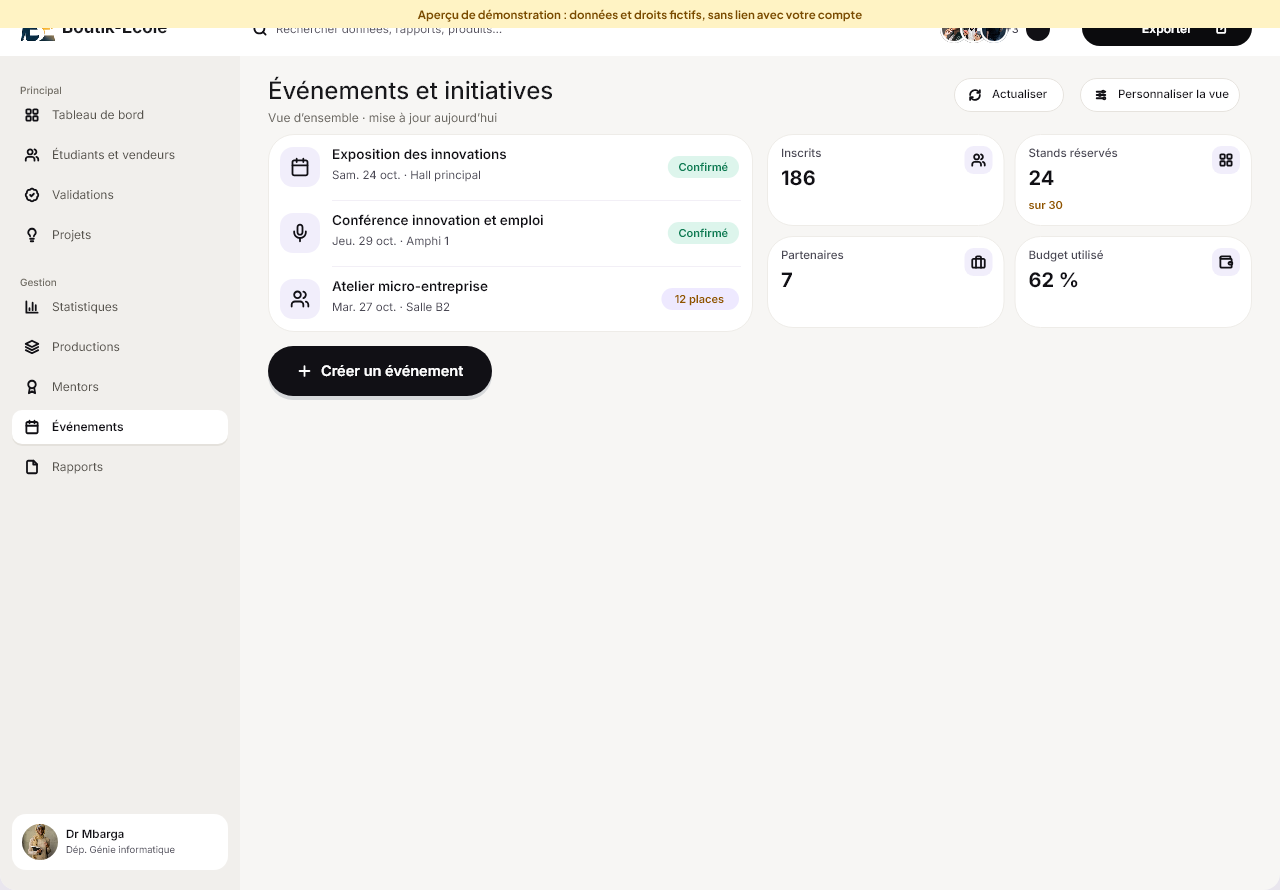 Aperçu de démonstration : données et droits fictifs, sans lien avec votre compte
Boutik-École
Rechercher données, rapports, produits...
+3
Exporter
Principal
Tableau de bord
Étudiants et vendeurs
Validations
Projets
Gestion
Statistiques
Productions
Mentors
Événements
Rapports
Dr Mbarga
Dép. Génie informatique
Événements et initiatives
Vue d'ensemble · mise à jour aujourd'hui
Actualiser
Personnaliser la vue
Exposition des innovations
Sam. 24 oct. · Hall principal
Confirmé
Conférence innovation et emploi
Jeu. 29 oct. · Amphi 1
Confirmé
Atelier micro-entreprise
Mar. 27 oct. · Salle B2
12 places
Inscrits
186
Stands réservés
24
sur 30
Partenaires
7
Budget utilisé
62 %
Créer un événement